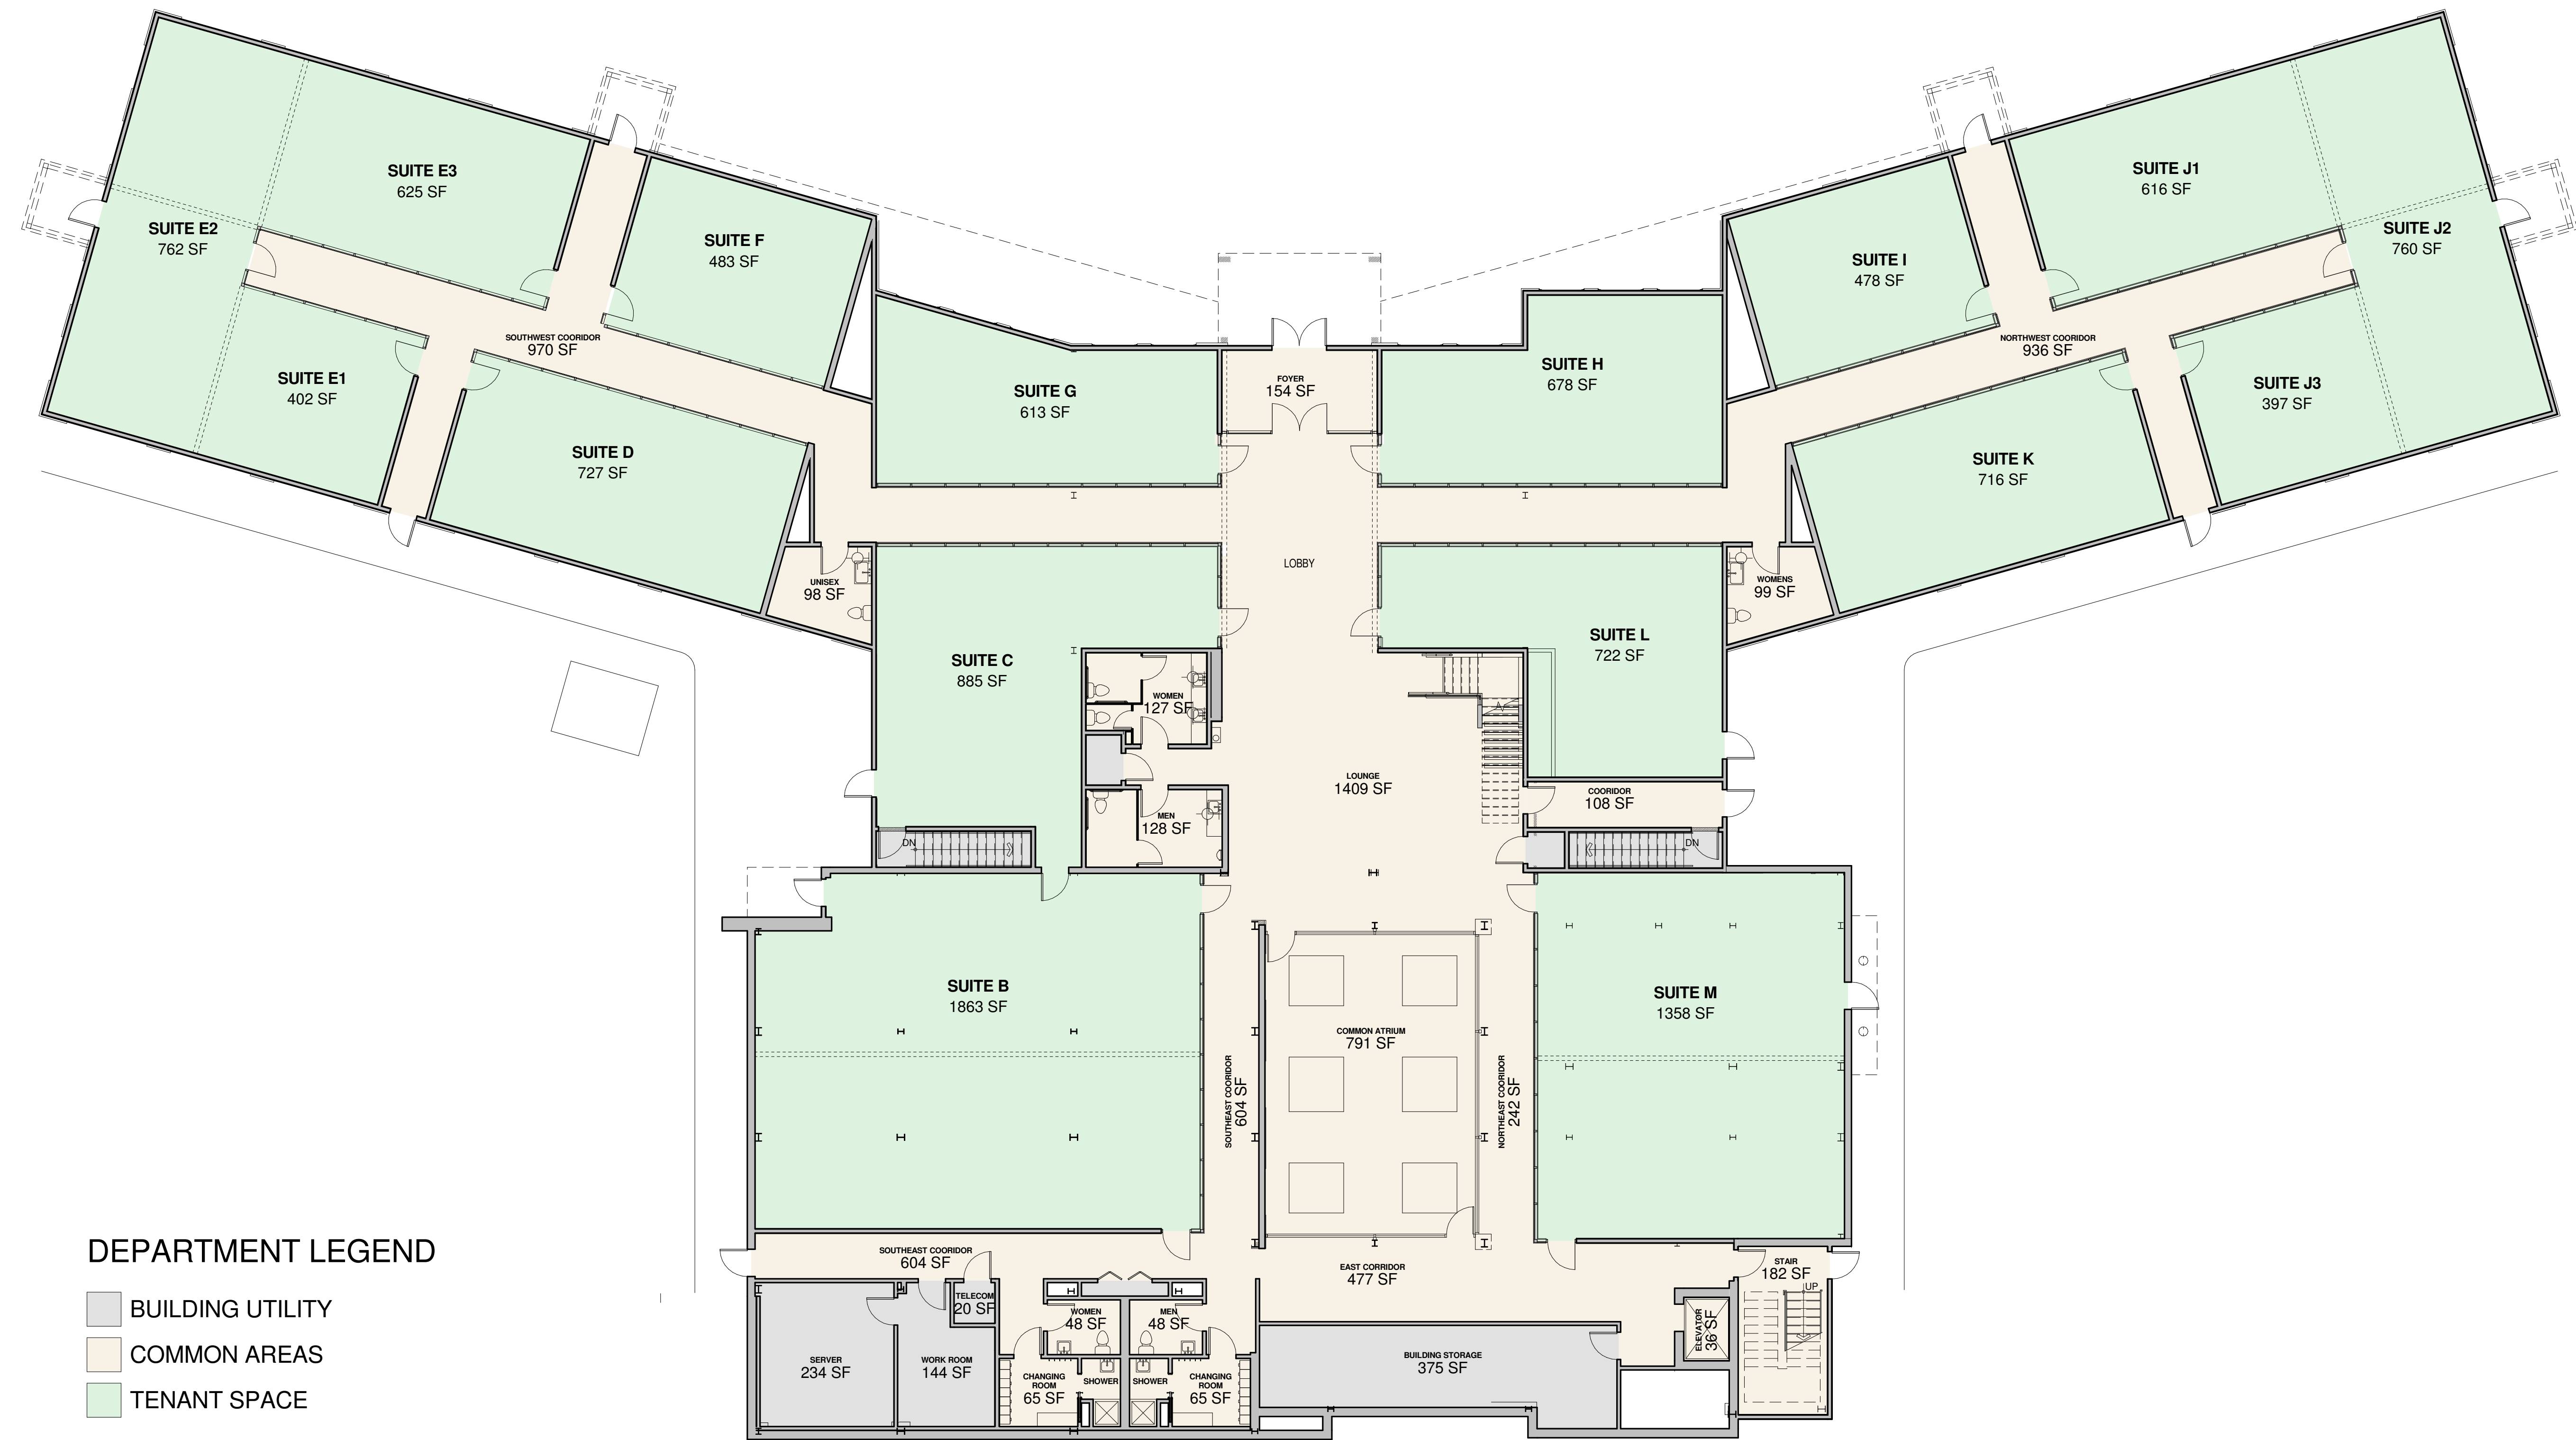 SUITE E3
625 SF
SUITE E2
762 SF
SUITE F
483 SF
SUITE E1
402 SF
SOUTHWEST COORIDOR
970 SF
SUITE D
727 SF
SUITE G
613 SF
FOYER
154 SF
SUITE H
678 SF
SUITE I
478 SF
SUITE J1
616 SF
SUITE J2
760 SF
NORTHWEST COORIDOR
936 SF
SUITE J3
397 SF
SUITE K
716 SF
UNISEX
98 SF
LOBBY
WOMENS
99 SF
SUITE C
885 SF
WOMEN
127 SF
SUITE L
722 SF
LOUNGE
1409 SF
COORIDOR
108 SF
MEN
128 SF
DN
DN
SUITE B
1863 SF
SUITE M
1358 SF
COMMON ATRIUM
791 SF
SOUTHEAST COORIDOR
604 SF
NORTHEAST COORIDOR
242 SF
SOUTHEAST COORIDOR
604 SF
EAST CORRIDOR
477 SF
STAIR
182 SF
UP
TELECOM
20 SF
WOMEN
48 SF
MEN
48 SF
ELEVATOR
36 SF
SERVER
234 SF
WORK ROOM
144 SF
CHANGING
ROOM
65 SF
SHOWER
SHOWER
CHANGING
ROOM
65 SF
BUILDING STORAGE
375 SF
DEPARTMENT LEGEND
BUILDING UTILITY
COMMON AREAS
TENANT SPACE